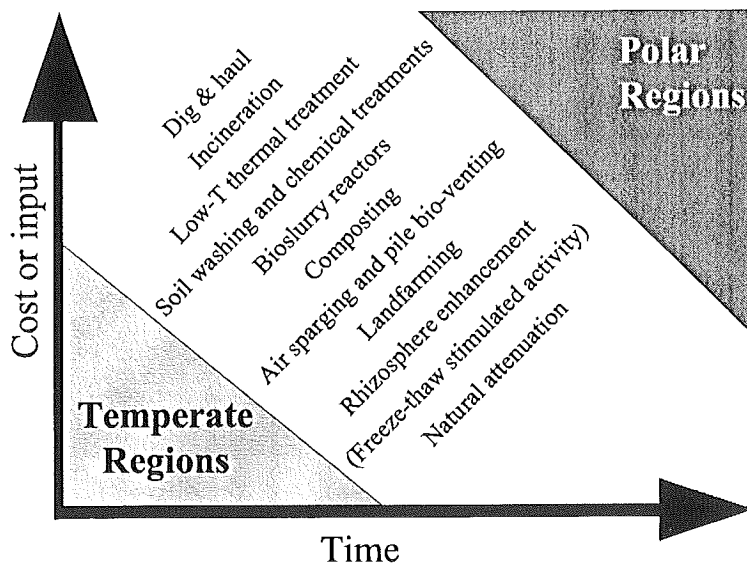 Polar
Regions
Dig & haul
Incineration
Low-T thermal treatment
Soil washing and chemical treatments
Bioslurry reactors
Composting
Air sparging and pile bio-venting
Landfarming
Rhizosphere enhancement
(Freeze-thaw stimulated activity)
Natural attenuation
Cost or input
Temperate
Regions
Time